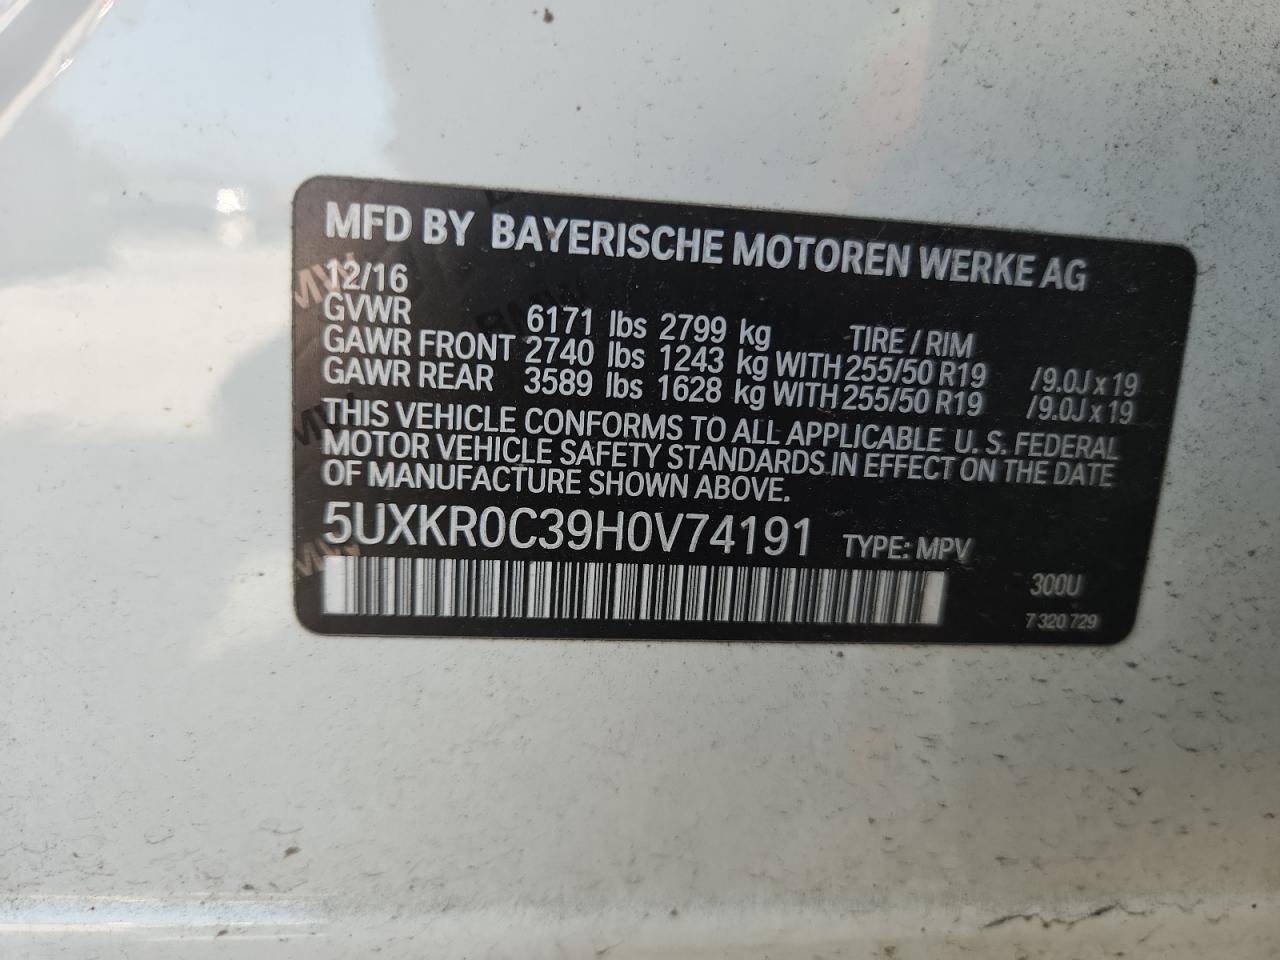 MFD BY BAYERISCHE MOTOREN WERKE AG
12/16
GVWR 6171 lbs 2799 kg TIRE / RIM
GAWR FRONT 2740 lbs 1243 kg WITH 255/50 R19 /9.0J x 19
GAWR REAR 3589 lbs 1628 kg WITH 255/50 R19 /9.0J x 19
THIS VEHICLE CONFORMS TO ALL APPLICABLE U.S. FEDERAL
MOTOR VEHICLE SAFETY STANDARDS IN EFFECT ON THE DATE
OF MANUFACTURE SHOWN ABOVE.
5UXKR0C39H0V74191 TYPE: MPV
300U
7 320 729